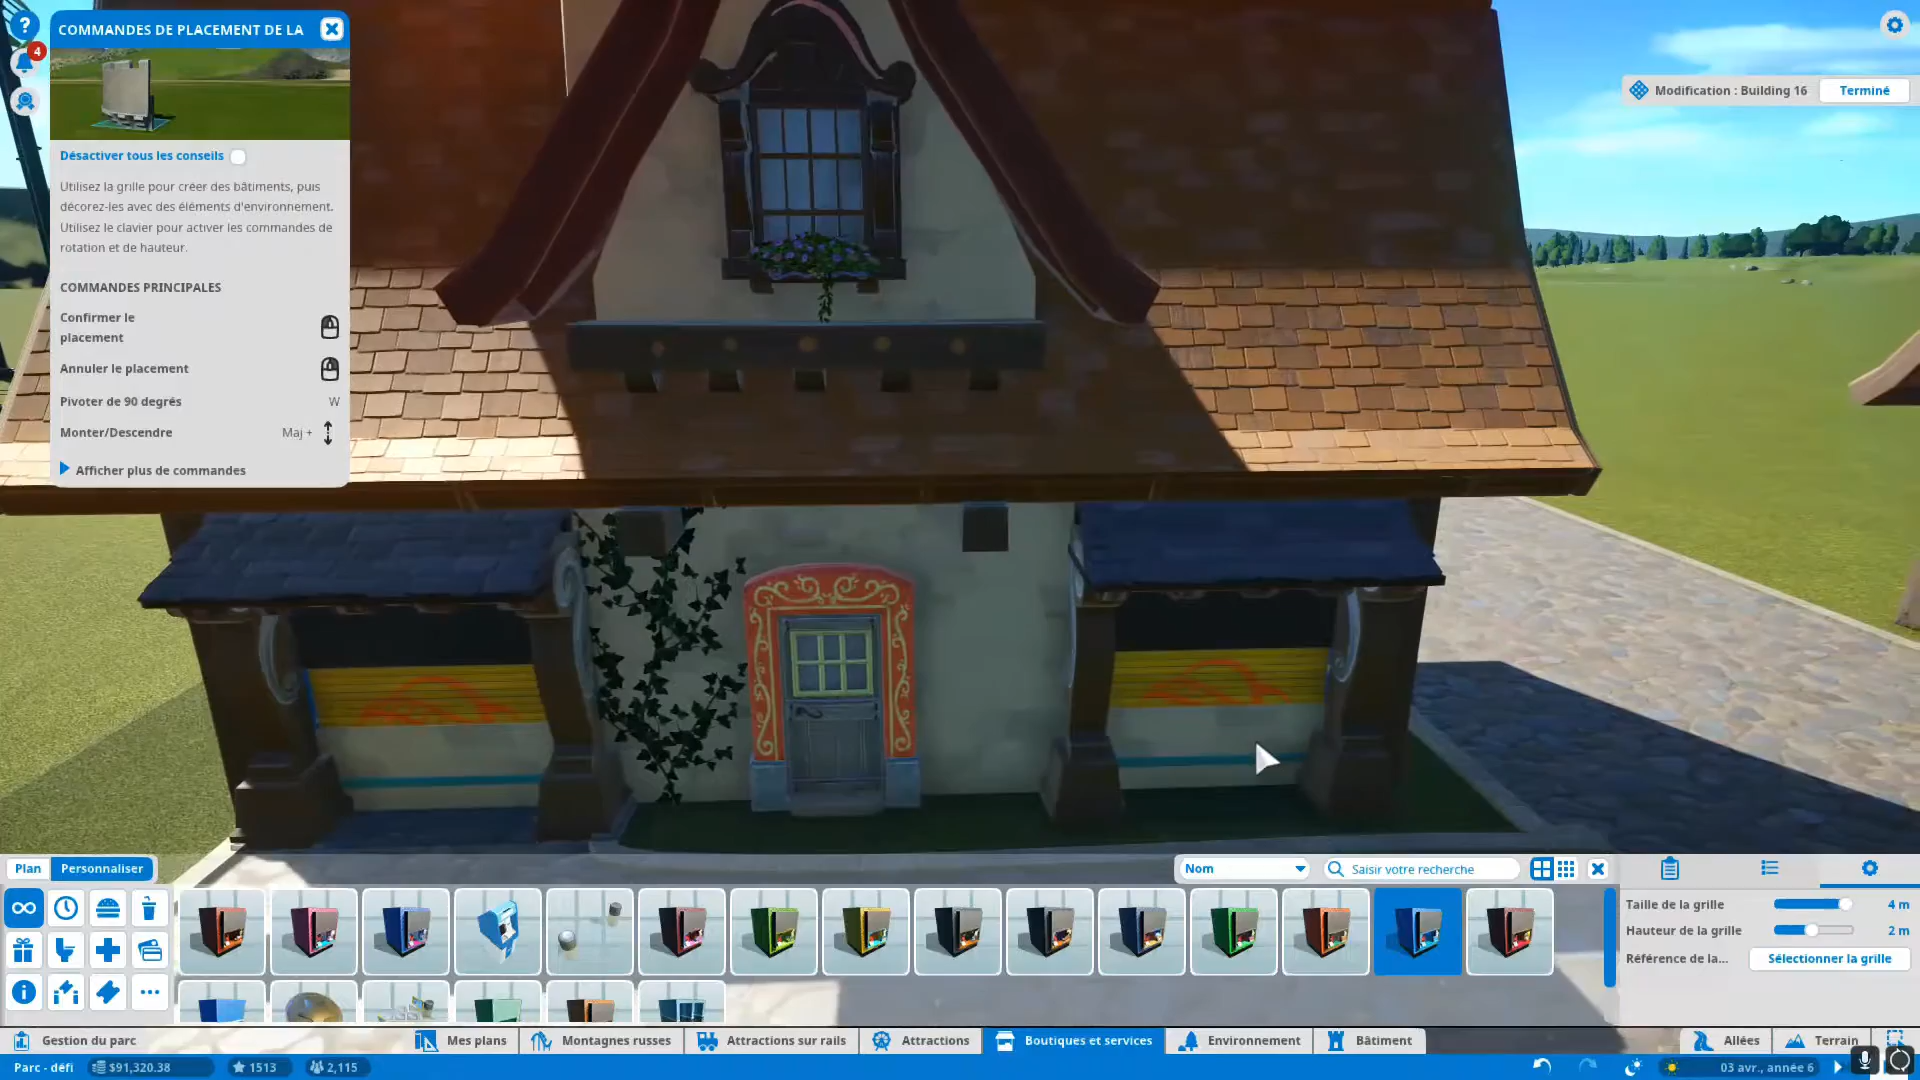 COMMANDES DE PLACEMENT DE LA
4
Désactiver tous les conseils
Utilisez la grille pour créer des bâtiments, puis
décorez-les avec des éléments d'environnement.
Utilisez le clavier pour activer les commandes de
rotation et de hauteur.
COMMANDES PRINCIPALES
Confirmer le
placement
Annuler le placement
Pivoter de 90 degrés W
Monter/Descendre Maj +
Afficher plus de commandes
Modification : Building 16 Terminé
Plan Personnaliser
Nom Saisir votre recherche
Taille de la grille 4 m
Hauteur de la grille 2 m
Référence de la... Sélectionner la grille
Gestion du parc Mes plans Montagnes russes Attractions sur rails Attractions Boutiques et services Environnement Bâtiment Allées Terrain
Parc - défi $91,320.38 1513 2,115 03 avr., année 6